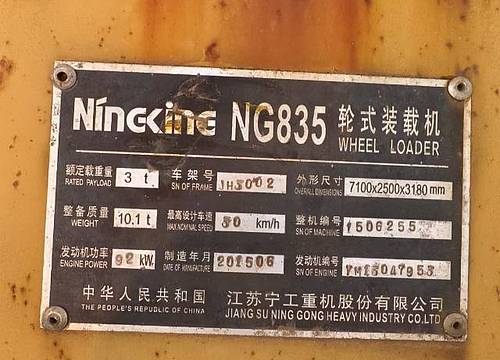 Ningking NG835 轮式装载机
WHEEL LOADER
额定载重量 3 t 车架号 JH3002 外形尺寸 7100x2500x3180 mm
RATED PAYLOAD SN OF FRAME OVERALL DIMENSIONS
整备质量 10.1 t 最高设计车速 30 km/h 整机编号 1506255
WEIGHT MAX NOMINAL SPEED SN OF MACHINE
发动机功率 92 kW 制造年月 201506 发动机编号
ENGINE POWER DATE OF MANUFACTURE SN OF ENGINE
中华人民共和国 江苏宁工重机股份有限公司
THE PEOPLE'S REPUBLIC OF CHINA JIANG SU NING GONG HEAVY INDUSTRY CO.LTD